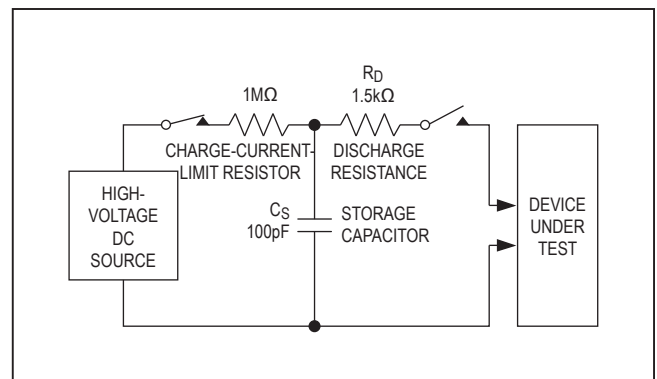 R_D
1MΩ
1.5kΩ
CHARGE-CURRENT-
LIMIT RESISTOR
DISCHARGE
RESISTANCE
HIGH-
VOLTAGE
DC
SOURCE
C_S
100pF
STORAGE
CAPACITOR
DEVICE
UNDER
TEST